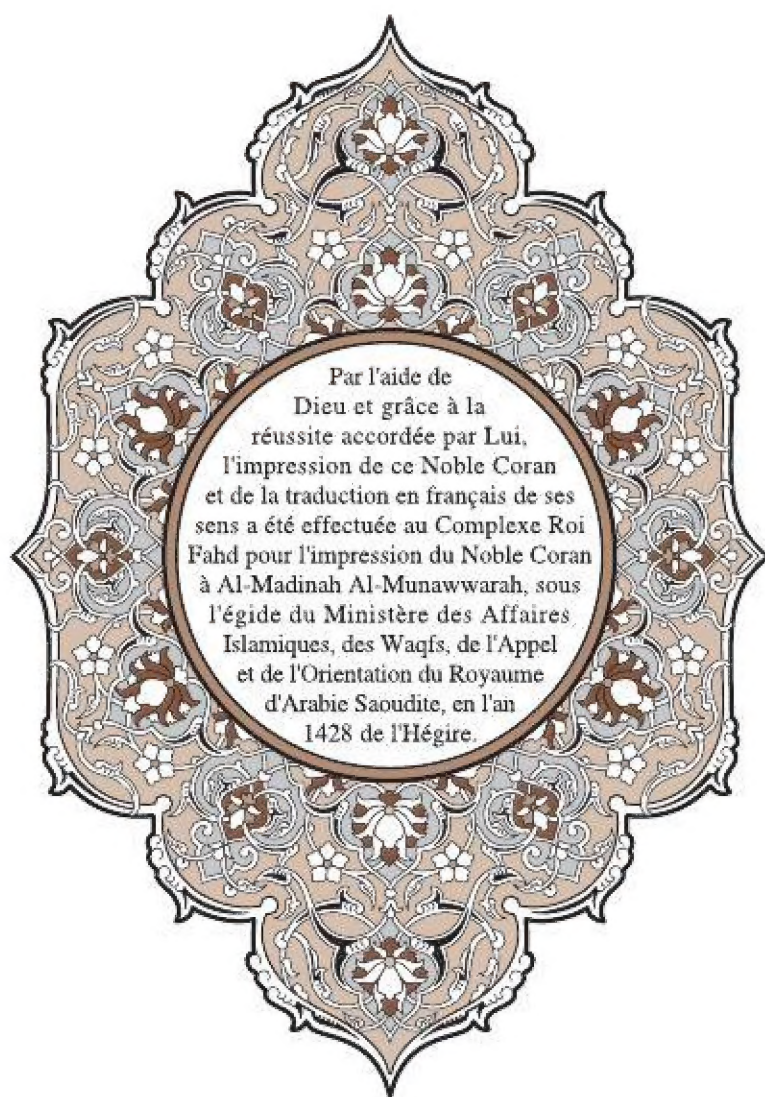 Par l'aide de
Dieu et grâce à la
réussite accordée par Lui,
l'impression de ce Noble Coran
et de la traduction en français de ses
sens a été effectuée au Complexe Roi
Fahd pour l'impression du Noble Coran
à Al-Madinah Al-Munawwarah, sous
l'égide du Ministère des Affaires
Islamiques, des Waqfs, de l'Appel
et de l'Orientation du Royaume
d'Arabie Saoudite, en l'an
1428 de l'Hégire.